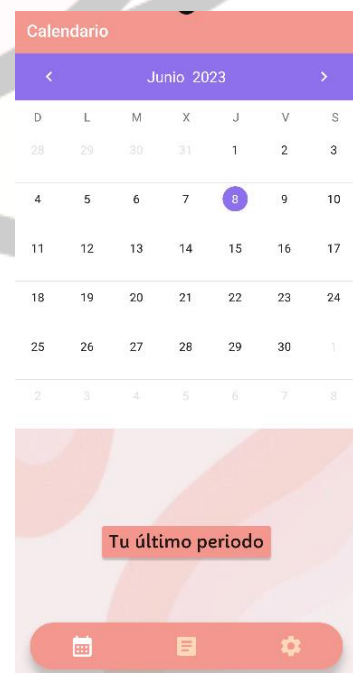 Calendario
Junio 2023
D L M X J V S
28 29 30 31 1 2 3
4 5 6 7 8 9 10
11 12 13 14 15 16 17
18 19 20 21 22 23 24
25 26 27 28 29 30 1
2 3 4 5 6 7 8
Tu último periodo